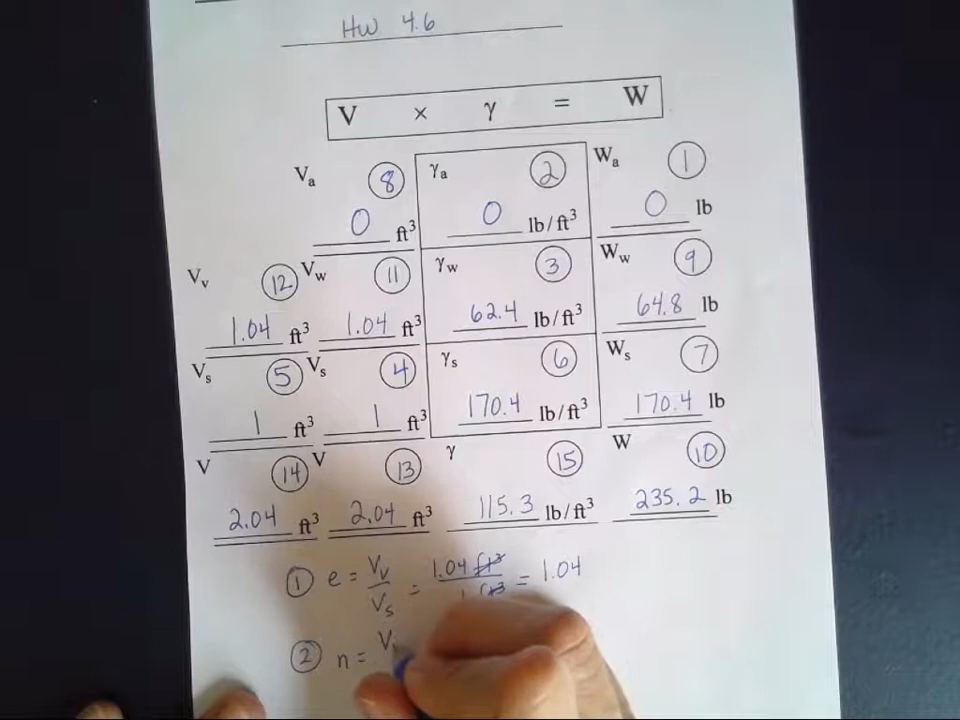 HW 4.6
V × γ = W
Va ⑧ γa ② Wa ①
0 ft³ 0 lb/ft³ 0 lb
Vv ⑫ Vw ⑪ γw ③ Ww ⑨
1.04 ft³ 1.04 ft³ 62.4 lb/ft³ 64.8 lb
Vs ⑤ Vs ④ γs ⑥ Ws ⑦
1 ft³ 1 ft³ 170.4 lb/ft³ 170.4 lb
V ⑭ V ⑬ γ ⑮ W ⑩
2.04 ft³ 2.04 ft³ 115.3 lb/ft³ 235.2 lb
① e = Vv/Vs = 1.04 ft³/1 ft³ = 1.04
② n = V